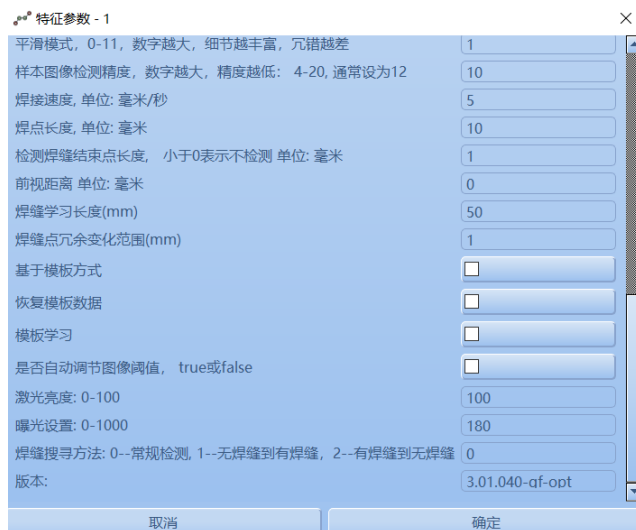 特征参数 - 1
平滑模式，0-11，数字越大，细节越丰富，冗错越差 1
样本图像检测精度，数字越大，精度越低： 4-20, 通常设为12 10
焊接速度, 单位: 毫米/秒 5
焊点长度, 单位: 毫米 10
检测焊缝结束点长度， 小于0表示不检测 单位: 毫米 1
前视距离 单位: 毫米 0
焊缝学习长度(mm) 50
焊缝点冗余变化范围(mm) 1
基于模板方式
恢复模板数据
模板学习
是否自动调节图像阈值， true或false
激光亮度: 0-100 100
曝光设置: 0-1000 180
焊缝搜寻方法: 0--常规检测, 1--无焊缝到有焊缝，2--有焊缝到无焊缝 0
版本: 3.01.040-qf-opt
取消 确定